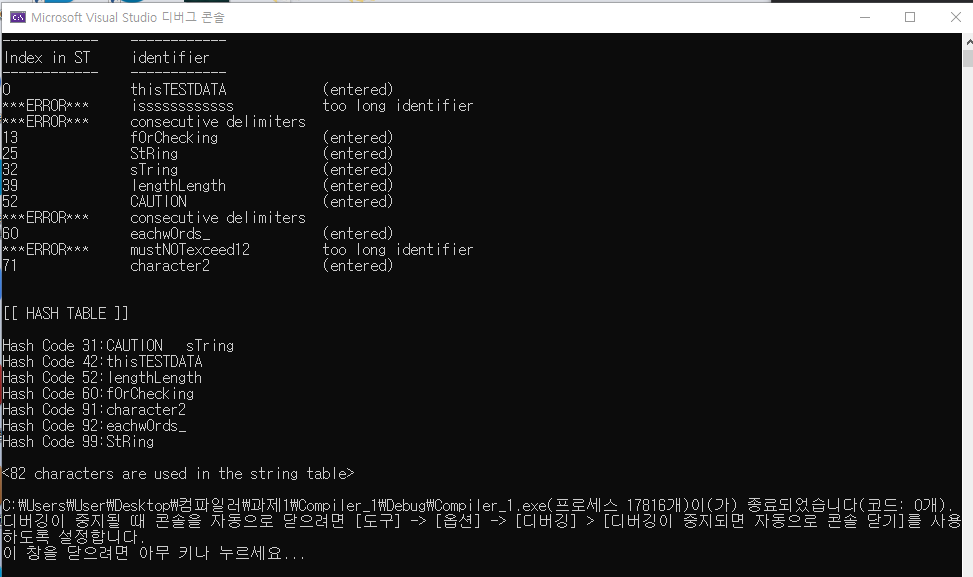 Microsoft Visual Studio 디버그 콘솔
------------ ------------
Index in ST identifier
------------ ------------
0 thisTESTDATA (entered)
***ERROR*** isssssssssssss too long identifier
***ERROR*** consecutive delimiters
13 fOrChecking (entered)
25 StRing (entered)
32 sTring (entered)
39 lengthLength (entered)
52 CAUTION (entered)
***ERROR*** consecutive delimiters
60 eachwOrds_ (entered)
***ERROR*** mustNOTexceed12 too long identifier
71 character2 (entered)
[[ HASH TABLE ]]
Hash Code 31:CAUTION sTring
Hash Code 42:thisTESTDATA
Hash Code 52:lengthLength
Hash Code 60:fOrChecking
Hash Code 91:character2
Hash Code 92:eachwOrds_
Hash Code 99:StRing
<82 characters are used in the string table>
C:₩Users₩User₩Desktop₩컴파일러₩과제1₩Compiler_1₩Debug₩Compiler_1.exe(프로세스 17816개)이(가) 종료되었습니다(코드: 0개).
디버깅이 중지될 때 콘솔을 자동으로 닫으려면 [도구] -> [옵션] -> [디버깅] > [디버깅이 중지되면 자동으로 콘솔 닫기]를 사용
하도록 설정합니다.
이 창을 닫으려면 아무 키나 누르세요...